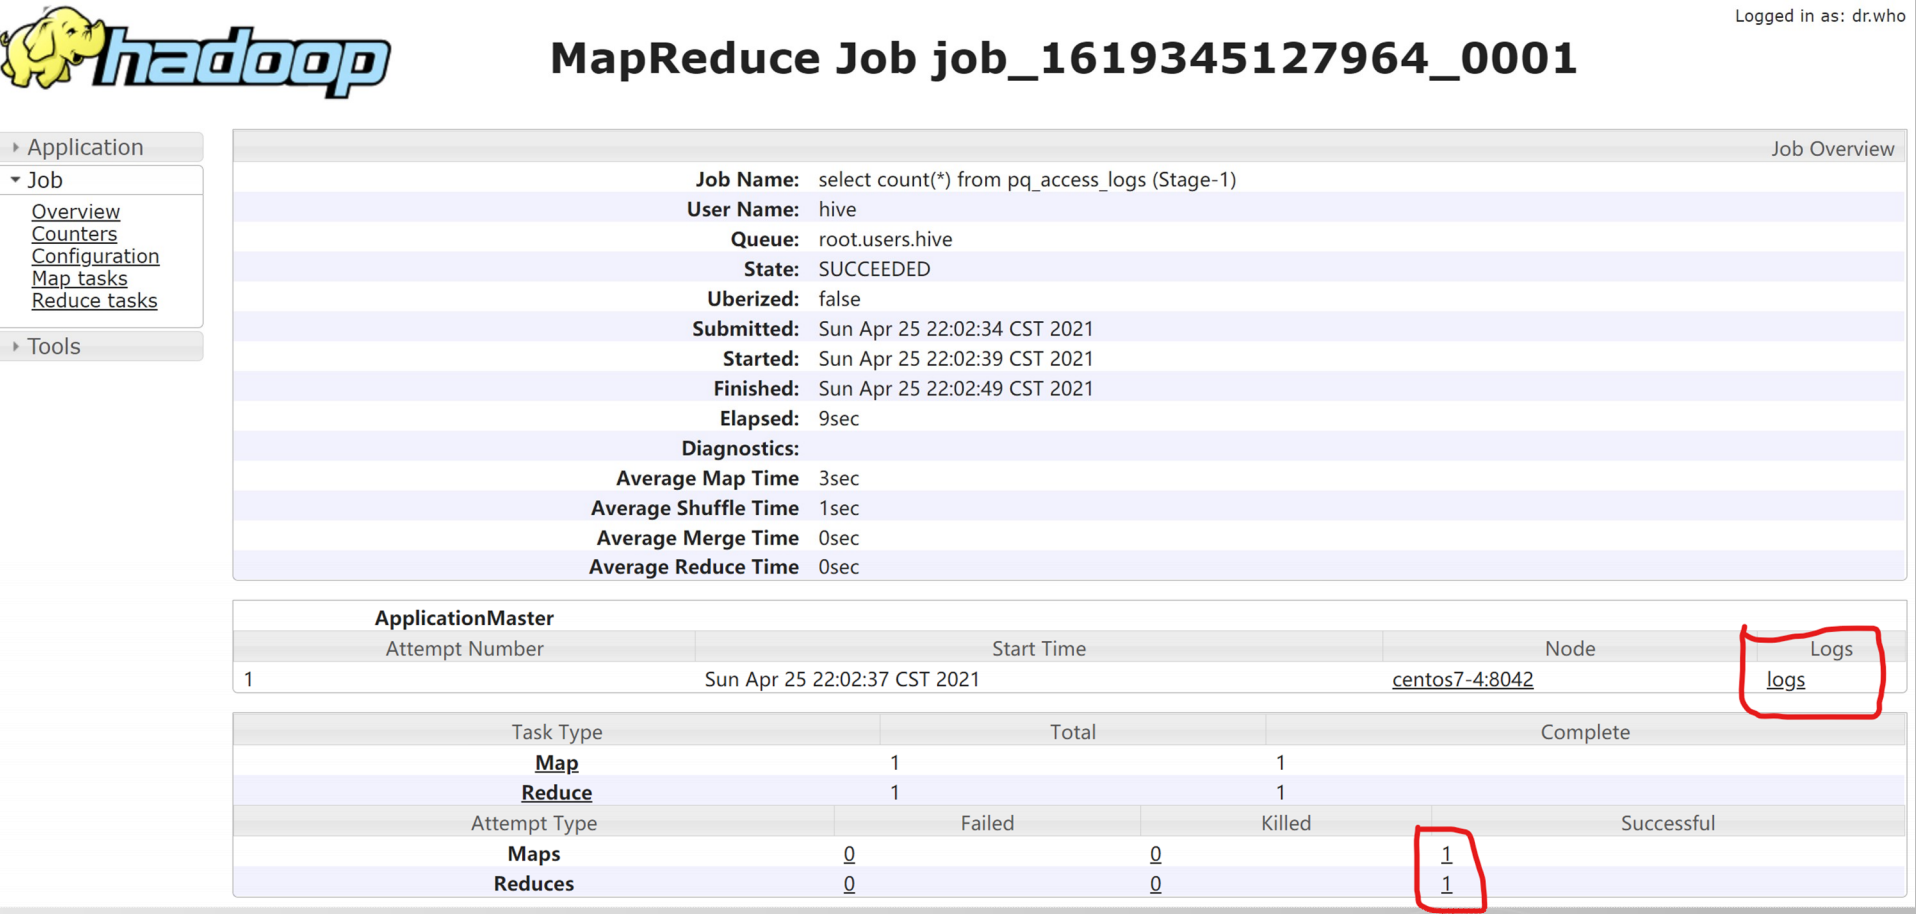 Logged in as: dr.who
hadoop
MapReduce Job job_1619345127964_0001
Application
Job
Overview
Counters
Configuration
Map tasks
Reduce tasks
Tools
Job Overview
Job Name: select count(*) from pq_access_logs (Stage-1)
User Name: hive
Queue: root.users.hive
State: SUCCEEDED
Uberized: false
Submitted: Sun Apr 25 22:02:34 CST 2021
Started: Sun Apr 25 22:02:39 CST 2021
Finished: Sun Apr 25 22:02:49 CST 2021
Elapsed: 9sec
Diagnostics:
Average Map Time 3sec
Average Shuffle Time 1sec
Average Merge Time 0sec
Average Reduce Time 0sec
ApplicationMaster
Attempt Number Start Time Node Logs
1 Sun Apr 25 22:02:37 CST 2021 centos7-4:8042 logs
Task Type Total Complete
Map 1 1
Reduce 1 1
Attempt Type Failed Killed Successful
Maps 0 0 1
Reduces 0 0 1